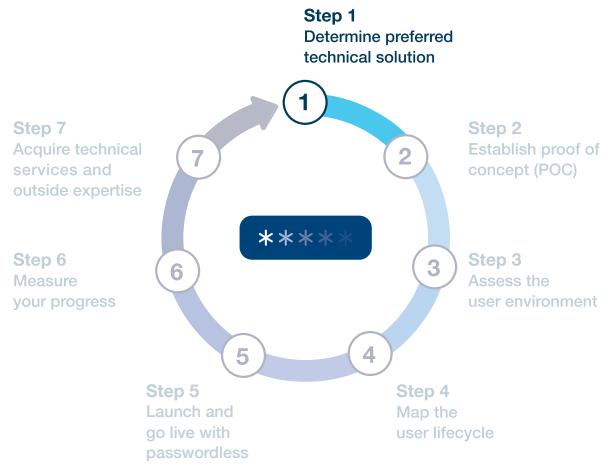 Step 1
Determine preferred
technical solution
1
Step 2
Establish proof of
concept (POC)
2
Step 3
Assess the
user environment
3
Step 4
Map the
user lifecycle
4
Step 5
Launch and
go live with
passwordless
5
Step 6
Measure
your progress
6
Step 7
Acquire technical
services and
outside expertise
7
*****